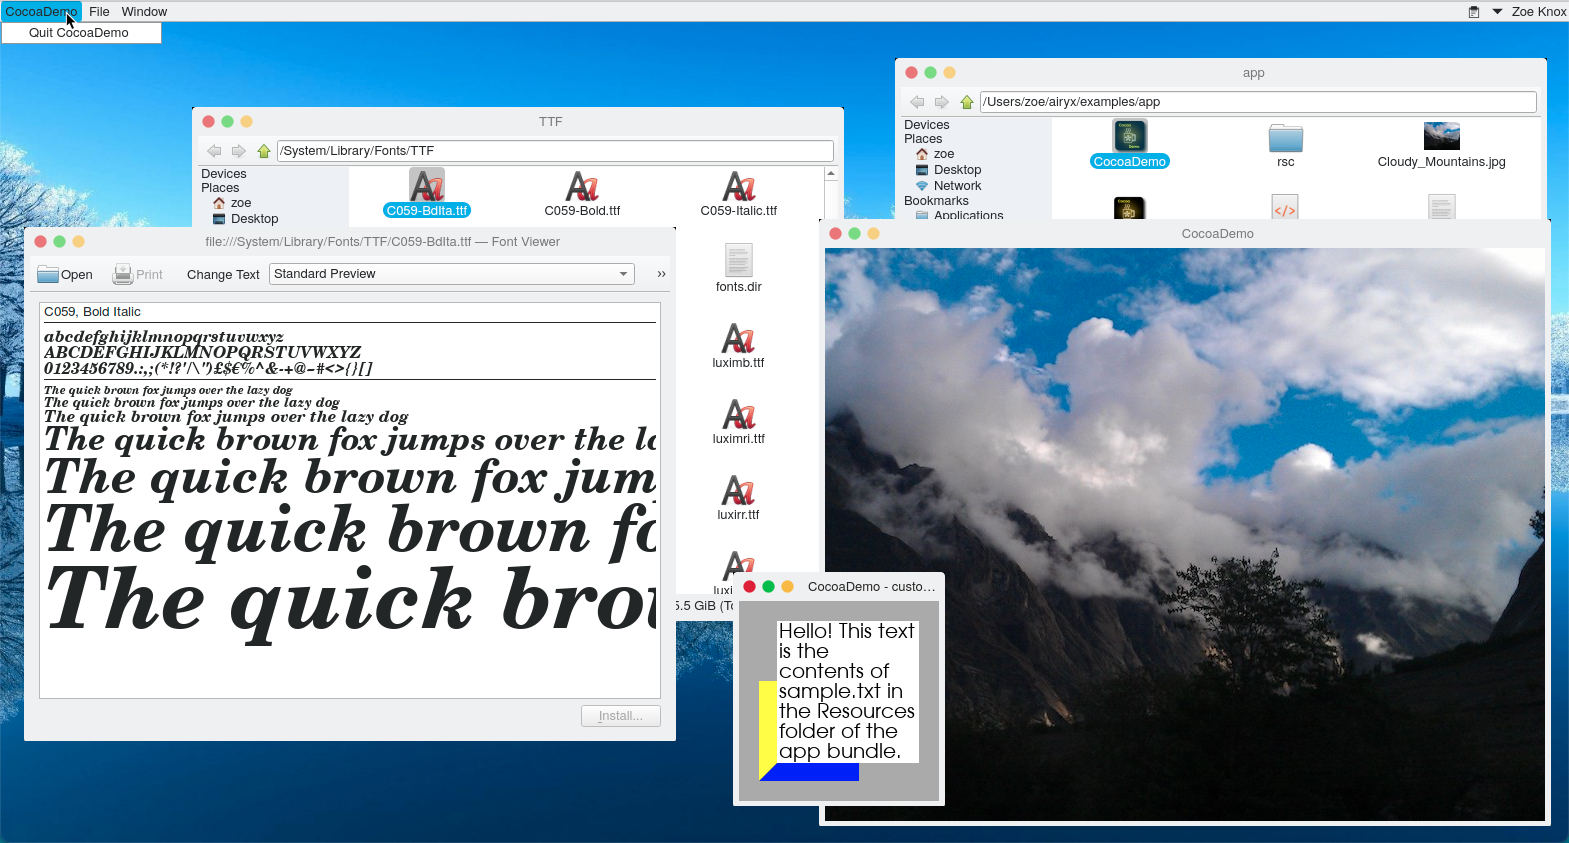 CocoaDemo File Window
Zoe Knox
Quit CocoaDemo
app
/Users/zoe/airyx/examples/app
Devices
Places
zoe
Desktop
Network
Bookmarks
Applications
CocoaDemo
rsc
Cloudy_Mountains.jpg
TTF
/System/Library/Fonts/TTF
Devices
Places
zoe
Desktop
C059-BdIta.ttf
C059-Bold.ttf
C059-Italic.ttf
fonts.dir
luximb.ttf
luximri.ttf
luxirr.ttf
5.5 GiB
file:///System/Library/Fonts/TTF/C059-BdIta.ttf — Font Viewer
Open Print Change Text Standard Preview »
C059, Bold Italic
abcdefghijklmnopqrstuvwxyz
ABCDEFGHIJKLMNOPQRSTUVWXYZ
0123456789.:,;(*!?'/\")£$€%^&-+@~#<>{}[]
The quick brown fox jumps over the lazy dog
The quick brown fox jumps over the lazy dog
The quick brown fox jumps over the lazy dog
The quick brown fox jumps over the
The quick brown fox
The quick brown
The quick
Install...
CocoaDemo
CocoaDemo - custo...
Hello! This text
is the
contents of
sample.txt in
the Resources
folder of the
app bundle.